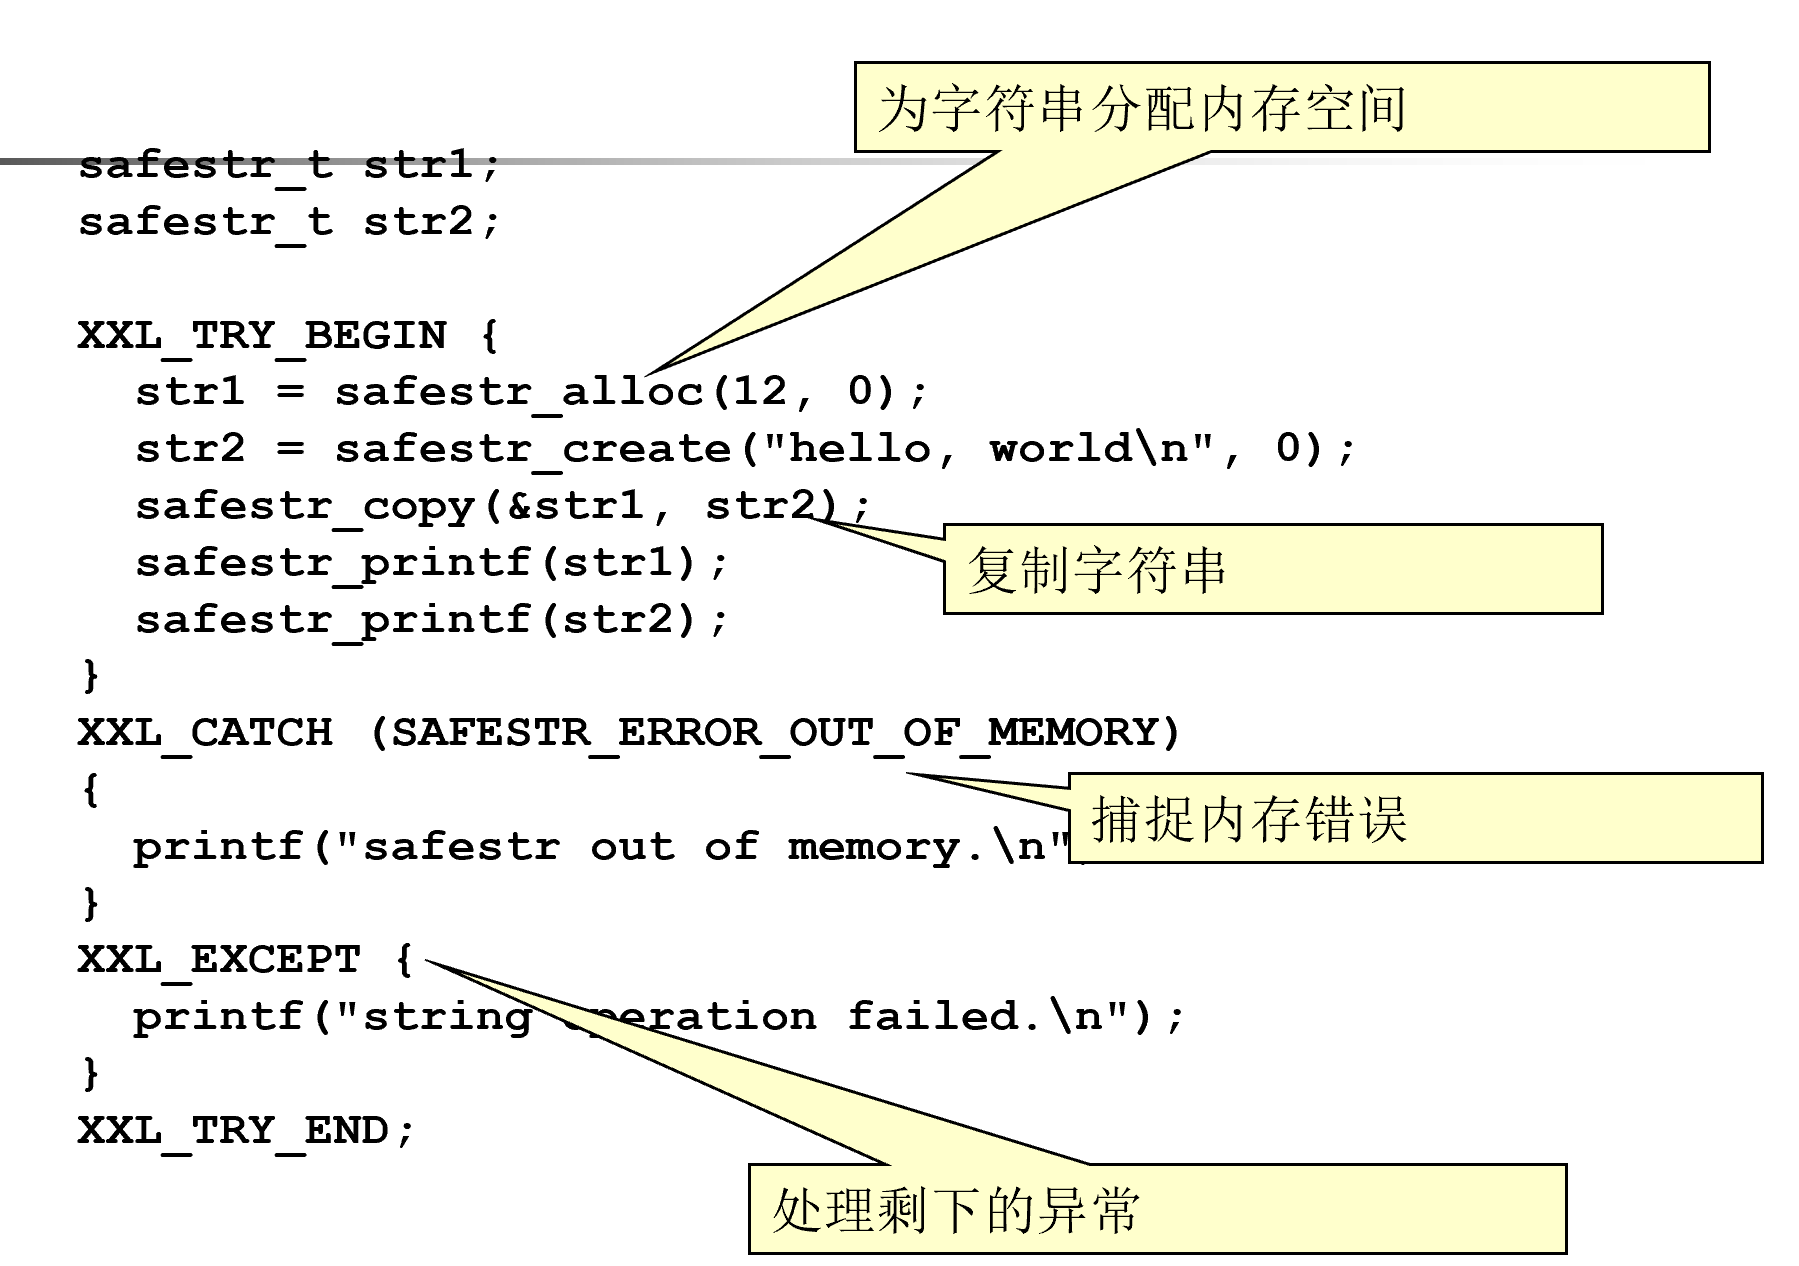 为字符串分配内存空间
safestr_t str1;
safestr_t str2;
XXL_TRY_BEGIN {
  str1 = safestr_alloc(12, 0);
  str2 = safestr_create("hello, world\n", 0);
  safestr_copy(&str1, str2);
复制字符串
  safestr_printf(str1);
  safestr_printf(str2);
}
XXL_CATCH (SAFESTR_ERROR_OUT_OF_MEMORY)
{
捕捉内存错误
  printf("safestr out of memory.\n"
}
XXL_EXCEPT {
  printf("string operation failed.\n");
}
XXL_TRY_END;
处理剩下的异常